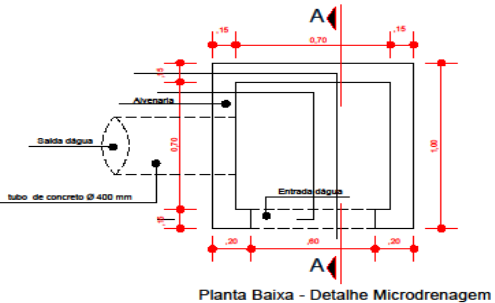 A
,15
0,70
,15
,15
Alvenaria
Saída dágua
0,70
1,00
tubo de concreto Ø 400 mm
Entrada dágua
,15
,20
,60
,20
A
Planta Baixa - Detalhe Microdrenagem